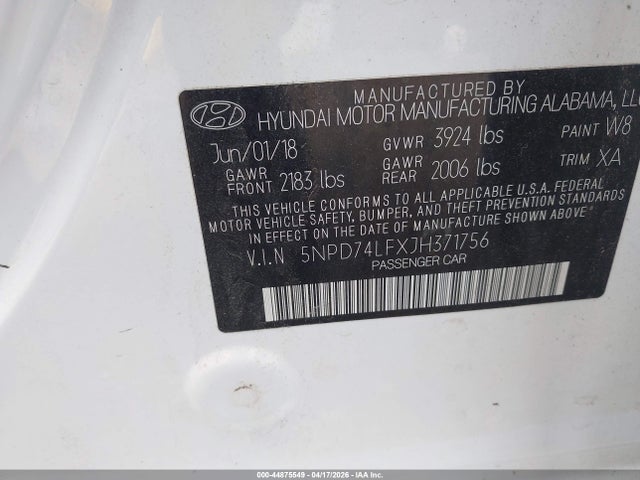 MANUFACTURED BY
HYUNDAI MOTOR MANUFACTURING ALABAMA, LLC
Jun/01/18 GVWR 3924 lbs PAINT W8
GAWR FRONT 2183 lbs GAWR REAR 2006 lbs TRIM XA
THIS VEHICLE CONFORMS TO ALL APPLICABLE U.S.A. FEDERAL
MOTOR VEHICLE SAFETY, BUMPER, AND THEFT PREVENTION STANDARDS
IN EFFECT ON THE DATE OF MANUFACTURE SHOWN ABOVE
V.I.N 5NPD74LFXJH371756
PASSENGER CAR
000-44875549 - 04/17/2026 - IAA Inc.